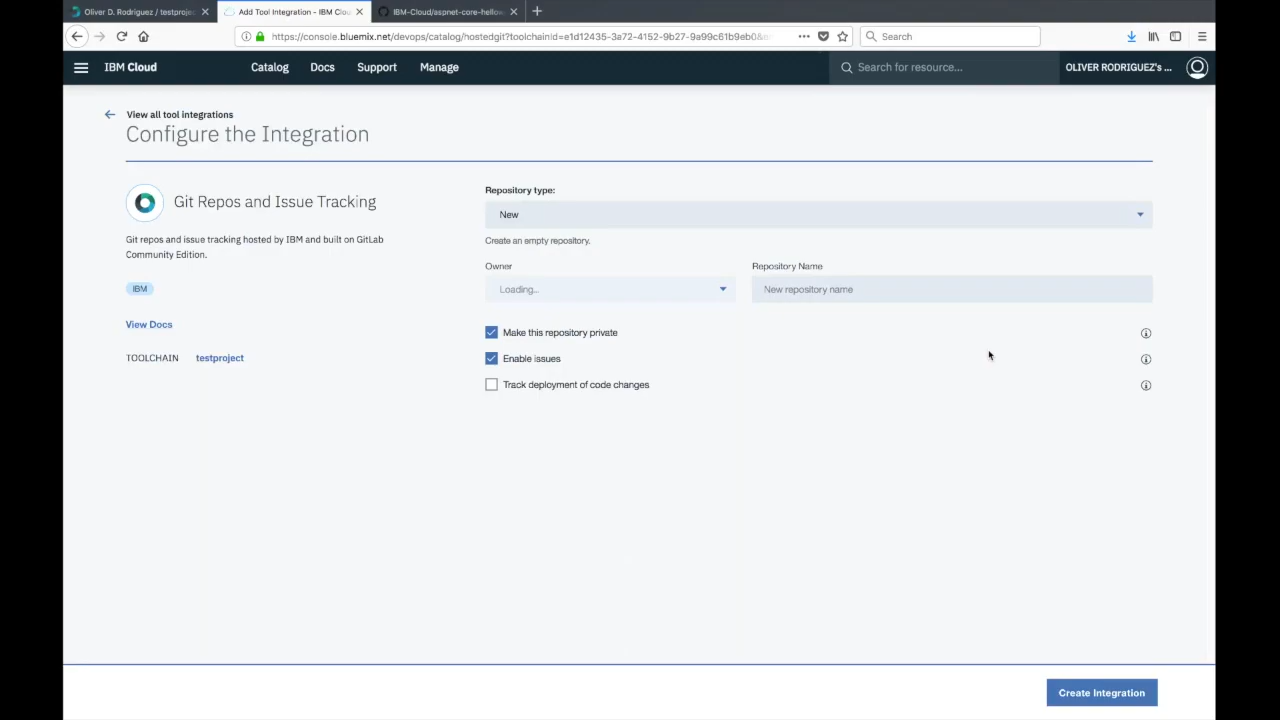 Oliver D. Rodriguez / testproje
Add Tool Integration - IBM Clou
IBM-Cloud/aspnet-core-hellow
https://console.bluemix.net/devops/catalog/hostedgit?toolchainId=e1d12435-3a72-4152-9b27-9a99c61b9eb0&
Search
IBM Cloud
Catalog
Docs
Support
Manage
Search for resource...
OLIVER RODRIGUEZ's ...
View all tool integrations
Configure the Integration
Git Repos and Issue Tracking
Git repos and issue tracking hosted by IBM and built on GitLab
Community Edition.
IBM
View Docs
TOOLCHAIN testproject
Repository type:
New
Create an empty repository.
Owner
Loading...
Repository Name
New repository name
Make this repository private
Enable issues
Track deployment of code changes
Create Integration